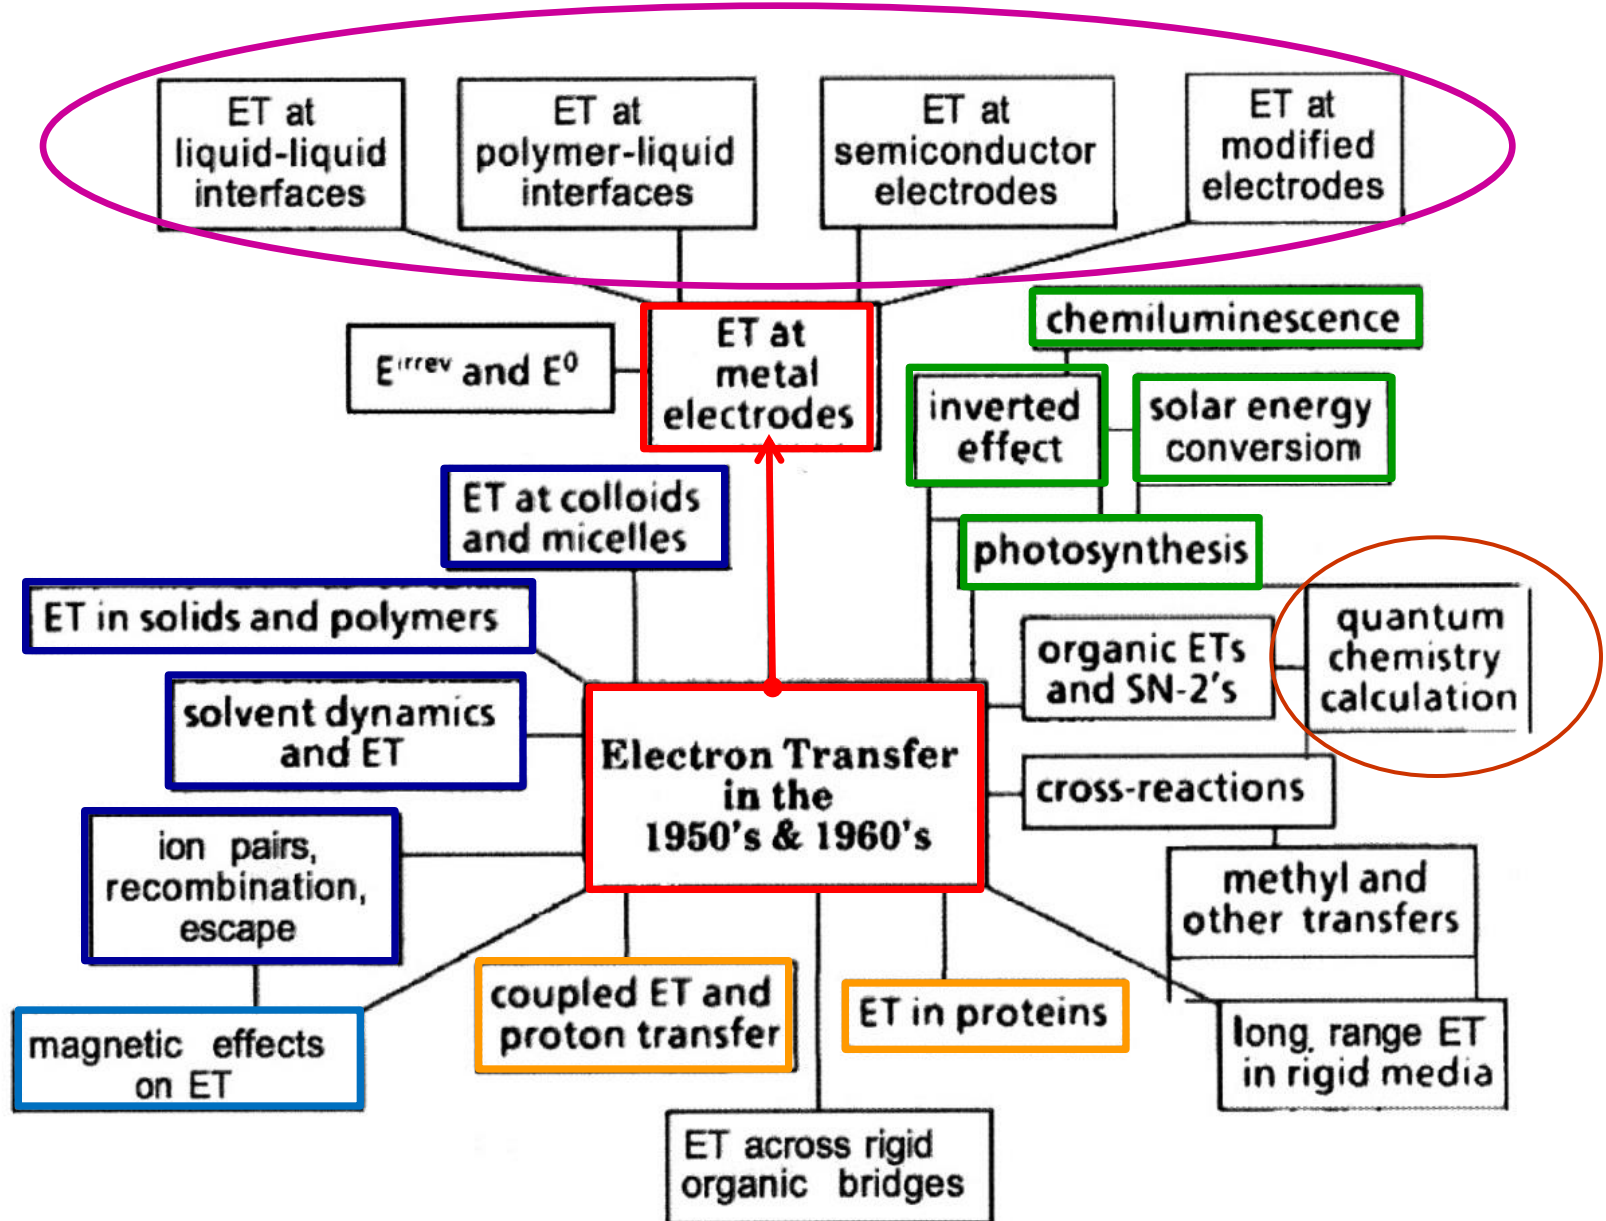 ET at
liquid-liquid
interfaces
ET at
polymer-liquid
interfaces
ET at
semiconductor
electrodes
ET at
modified
electrodes
Eⁱʳʳᵉᵛ and E⁰
ET at
metal
electrodes
chemiluminescence
inverted
effect
solar energy
conversiom
ET at colloids
and micelles
photosynthesis
ET in solids and polymers
organic ETs
and SN-2's
quantum
chemistry
calculation
solvent dynamics
and ET
Electron Transfer
in the
1950's & 1960's
cross-reactions
ion pairs,
recombination,
escape
methyl and
other transfers
magnetic effects
on ET
coupled ET and
proton transfer
ET in proteins
long range ET
in rigid media
ET across rigid
organic bridges